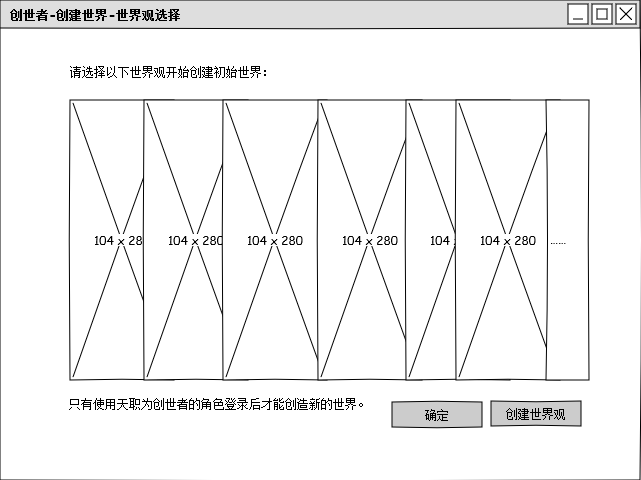 创世者-创建世界-世界观选择
请选择以下世界观开始创建初始世界：
104 x 28
104 x 280
104 x 280
104 x 280
104
104 x 280
......
只有使用天职为创世者的角色登录后才能创造新的世界。
确定
创建世界观